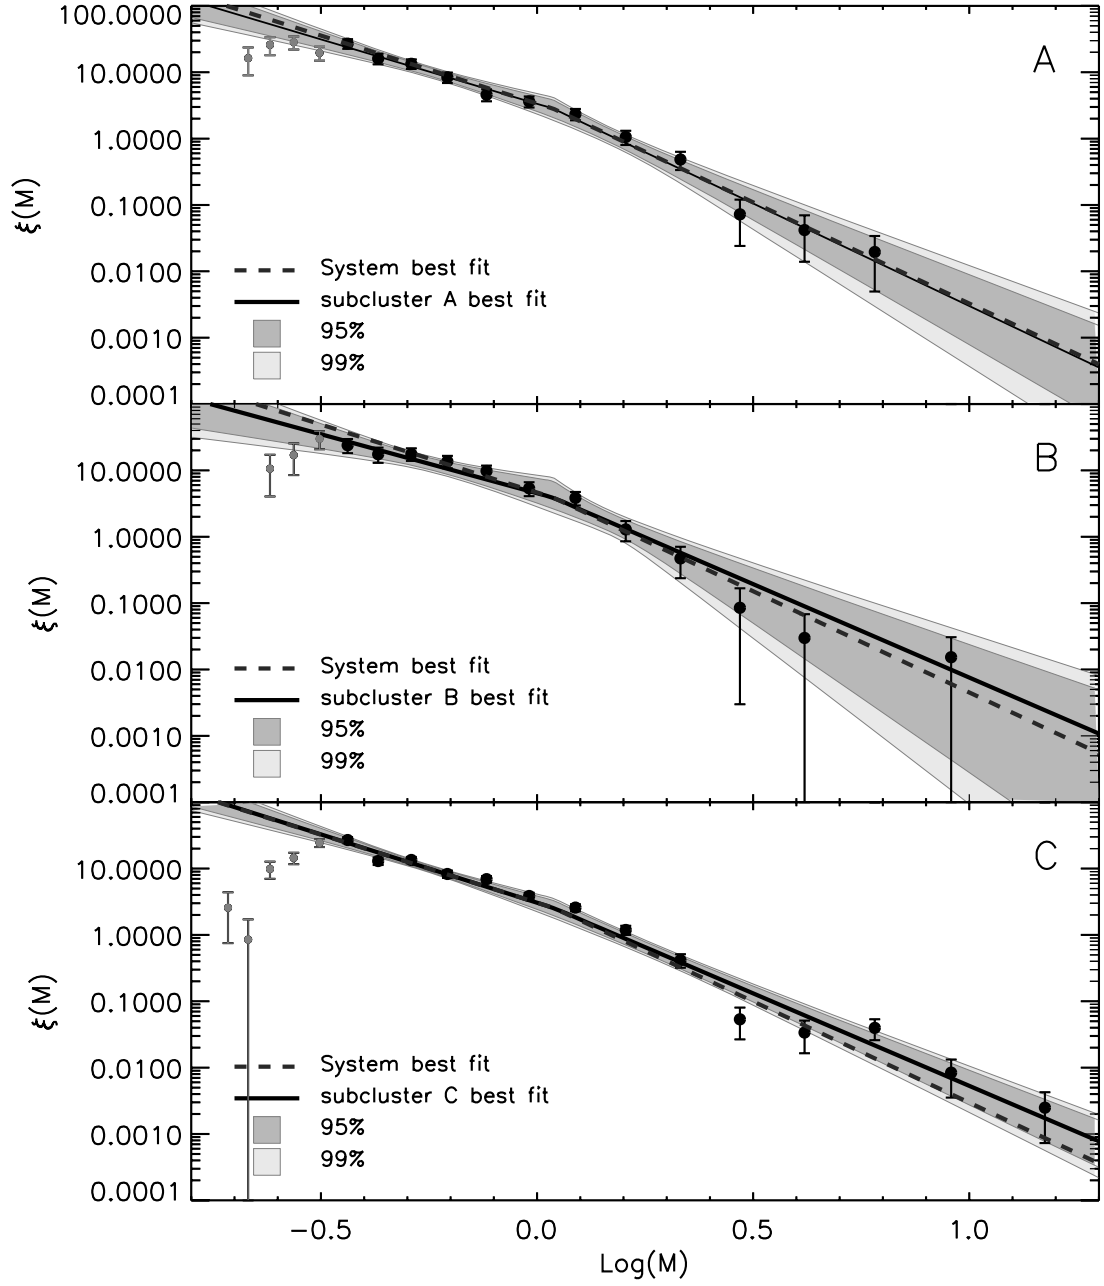 100.0000
A
10.0000
1.0000
0.1000
ξ(M)
0.0100
System best fit
subcluster A best fit
95%
0.0010
99%
0.0001
B
10.0000
1.0000
0.1000
ξ(M)
0.0100
System best fit
subcluster B best fit
95%
0.0010
99%
0.0001
C
10.0000
1.0000
0.1000
ξ(M)
0.0100
System best fit
subcluster C best fit
95%
0.0010
99%
0.0001
−0.5 0.0 0.5 1.0
Log(M)